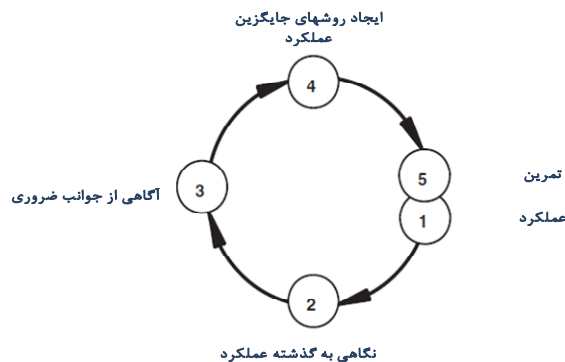 ایجاد روشهای جایگزین
عملکرد
4
5
تمرین
3
آگاهی از جوانب ضروری
1
عملکرد
2
نگاهی به گذشته عملکرد